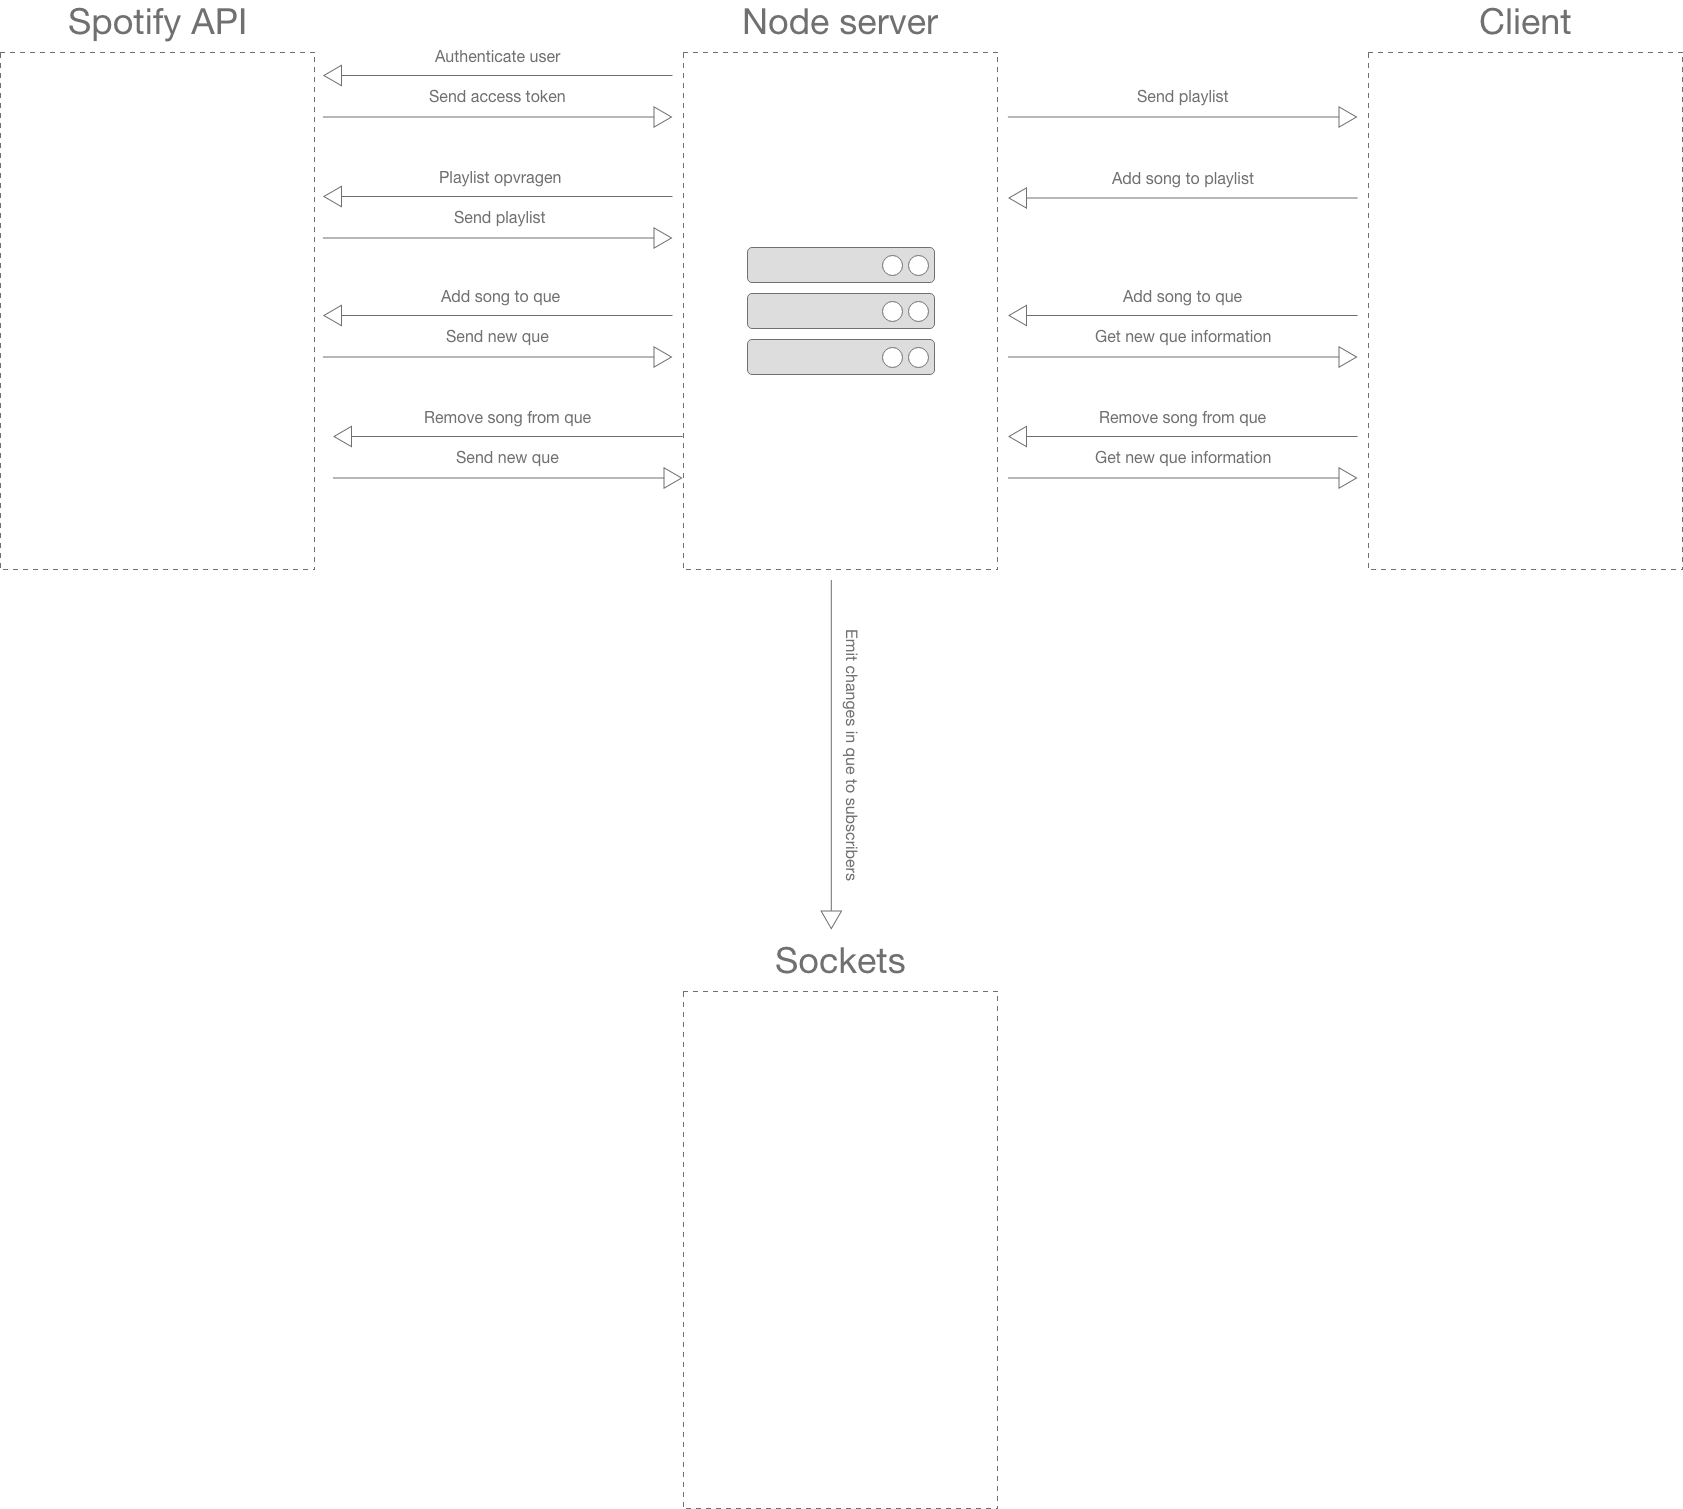 Spotify API
Node server
Client
Authenticate user
Send access token
Playlist opvragen
Send playlist
Add song to que
Send new que
Remove song from que
Send new que
Send playlist
Add song to playlist
Add song to que
Get new que information
Remove song from que
Get new que information
Emit changes in que to subscribers
Sockets